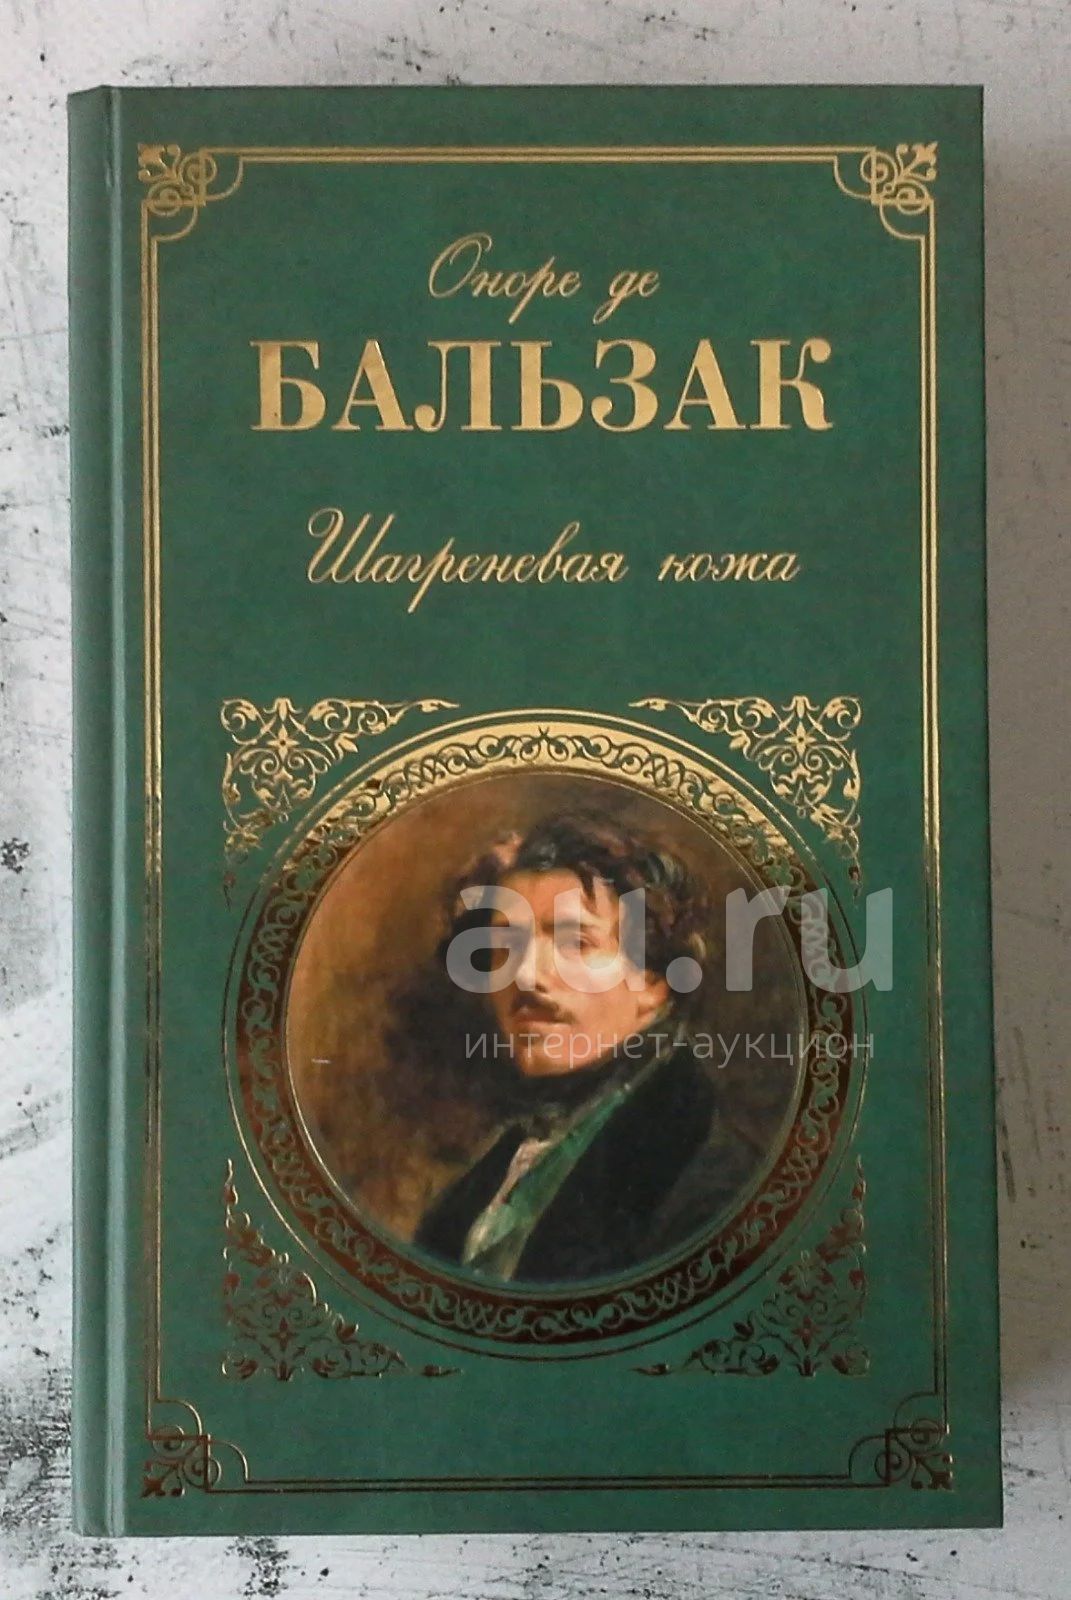 Оноре де
БАЛЬЗАК
Шагреневая кожа
au.ru
интернет-аукцион